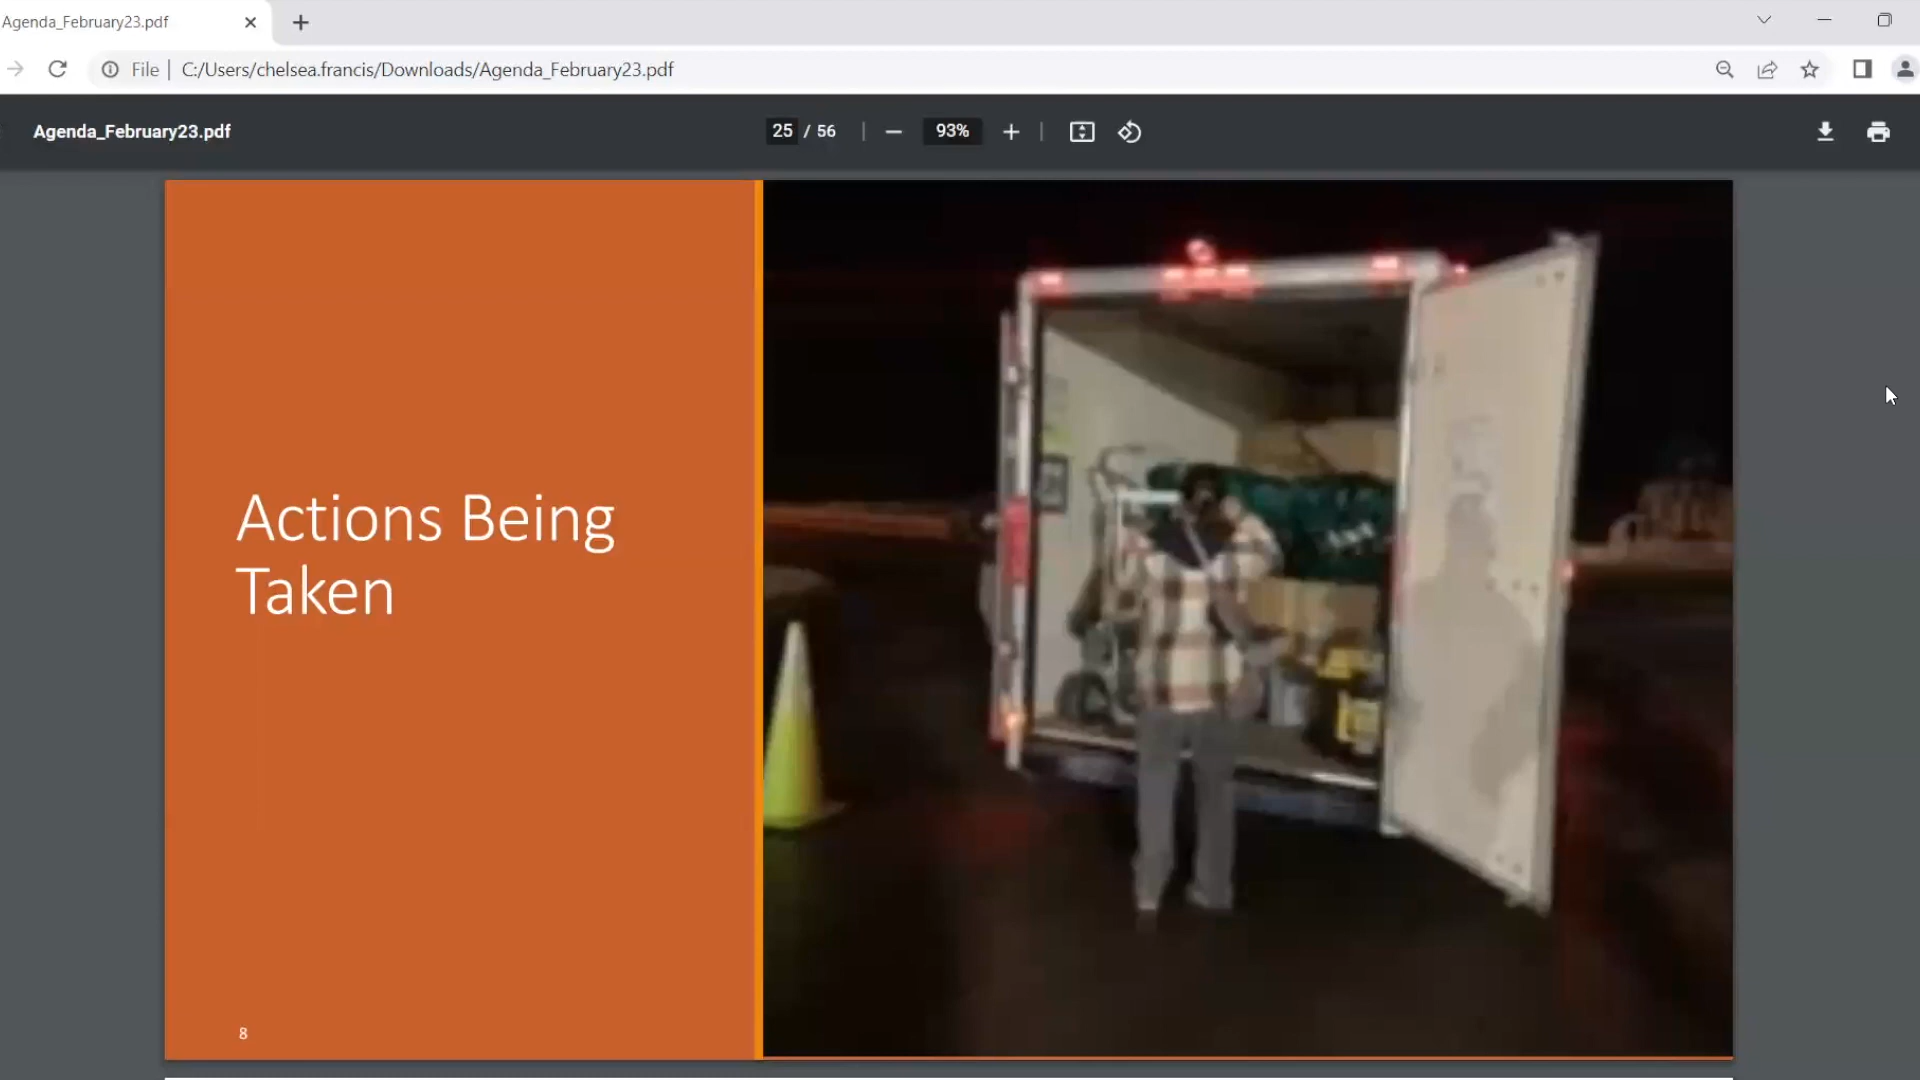 Agenda_February23.pdf
File | C:/Users/chelsea.francis/Downloads/Agenda_February23.pdf
Agenda_February23.pdf
25 / 56
93%
Actions Being
Taken
8